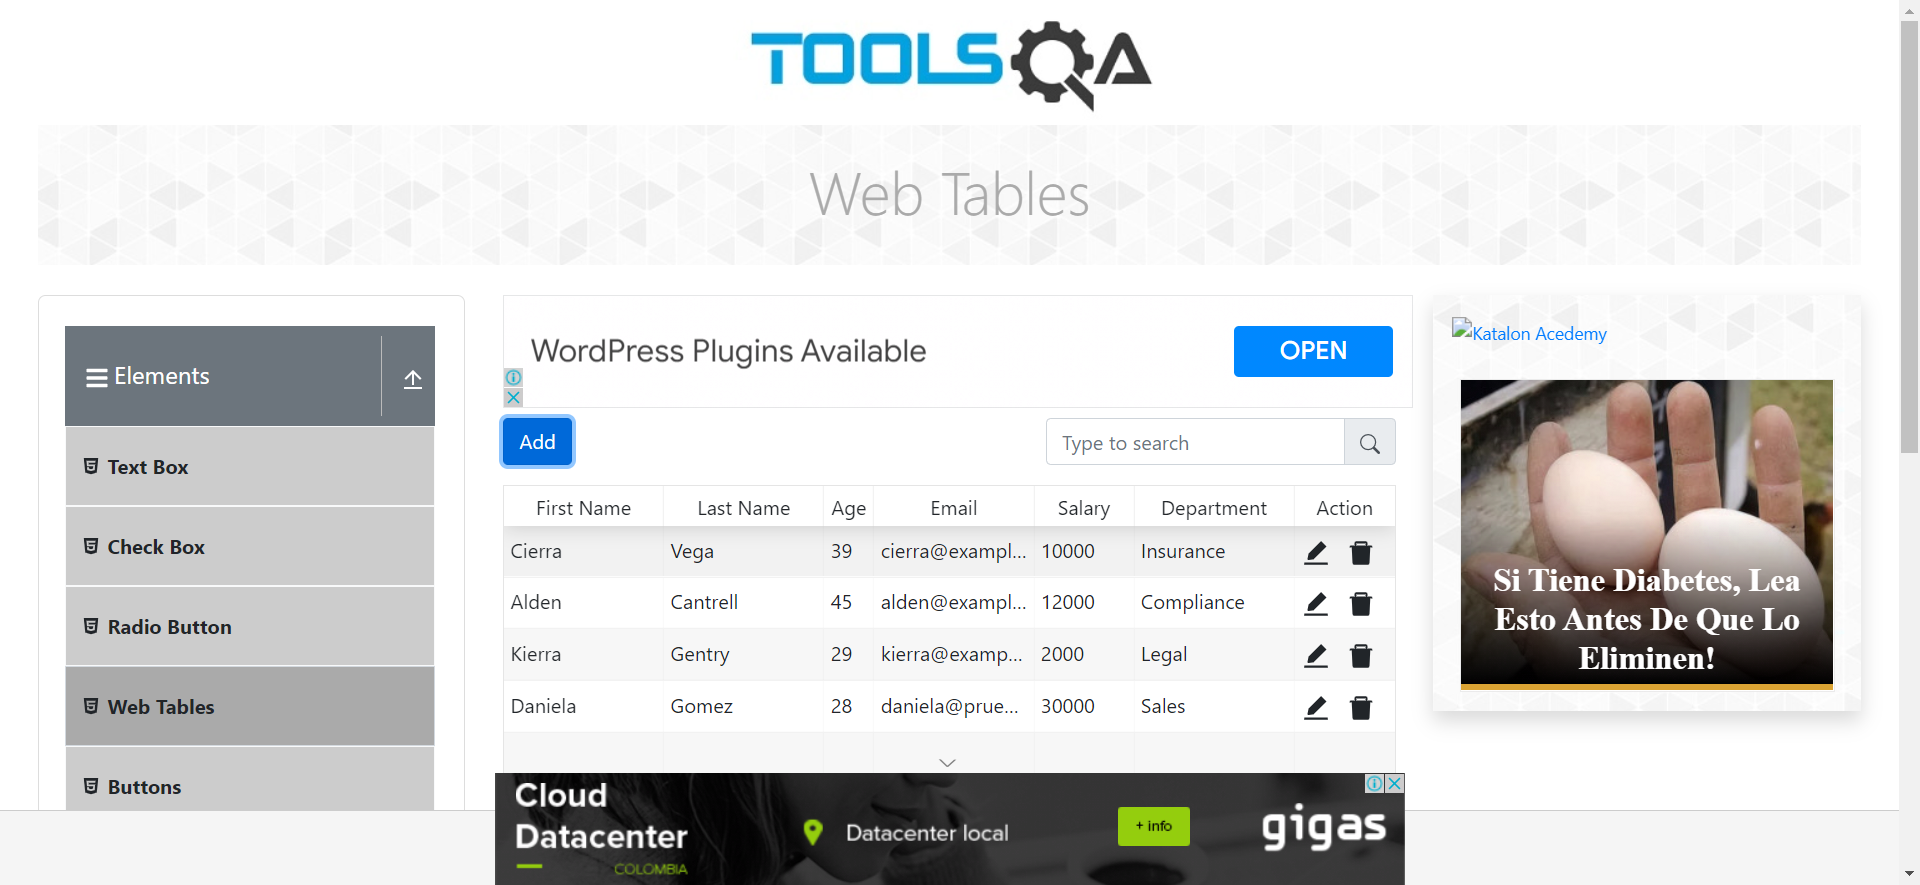 TOOLSQA
Web Tables
Elements
Text Box
Check Box
Radio Button
Web Tables
Buttons
WordPress Plugins Available
OPEN
Add
Type to search
First Name Last Name Age Email Salary Department Action
Cierra Vega 39 cierra@exampl... 10000 Insurance
Alden Cantrell 45 alden@exampl... 12000 Compliance
Kierra Gentry 29 kierra@examp... 2000 Legal
Daniela Gomez 28 daniela@prue... 30000 Sales
Katalon Acedemy
Si Tiene Diabetes, Lea
Esto Antes De Que Lo
Eliminen!
Cloud
Datacenter
COLOMBIA
Datacenter local
+ info
gigas